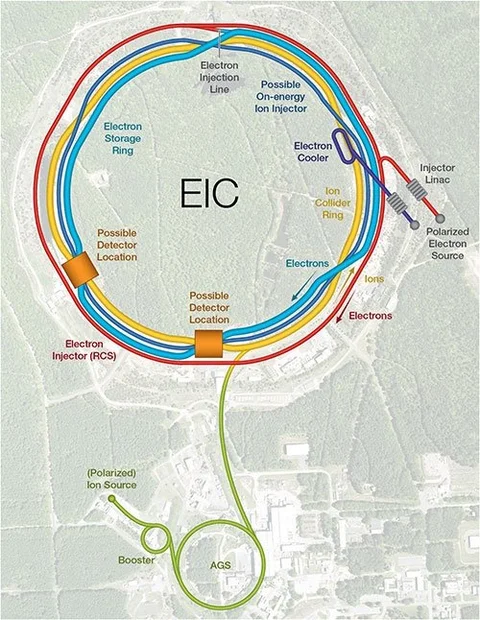 Electron
Injection
Line
Possible
On-energy
Ion Injector
Electron
Storage
Ring
Electron
Cooler
Injector
Linac
EIC
Ion
Collider
Ring
Polarized
Electron
Source
Possible
Detector
Location
Electrons
Ions
Possible
Detector
Location
Electrons
Electron
Injector (RCS)
(Polarized)
Ion Source
Booster
AGS